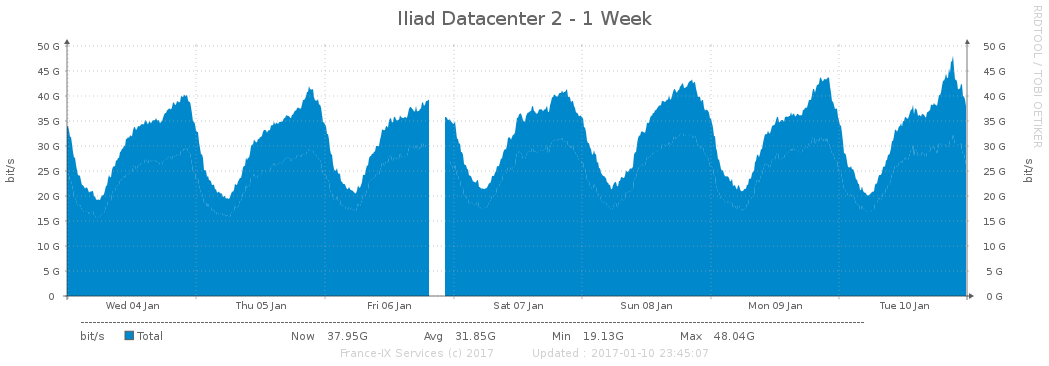 Iliad Datacenter 2 - 1 Week
RRDTOOL / TOBI OETIKER
50 G 50 G
45 G 45 G
40 G 40 G
35 G 35 G
30 G 30 G
25 G 25 G
20 G 20 G
15 G 15 G
10 G 10 G
5 G 5 G
0 0 G
bit/s bit/s
Wed 04 Jan Thu 05 Jan Fri 06 Jan Sat 07 Jan Sun 08 Jan Mon 09 Jan Tue 10 Jan
bit/s Total Now 37.95G Avg 31.85G Min 19.13G Max 48.04G
France-IX Services (c) 2017 Updated : 2017-01-10 23:45:07